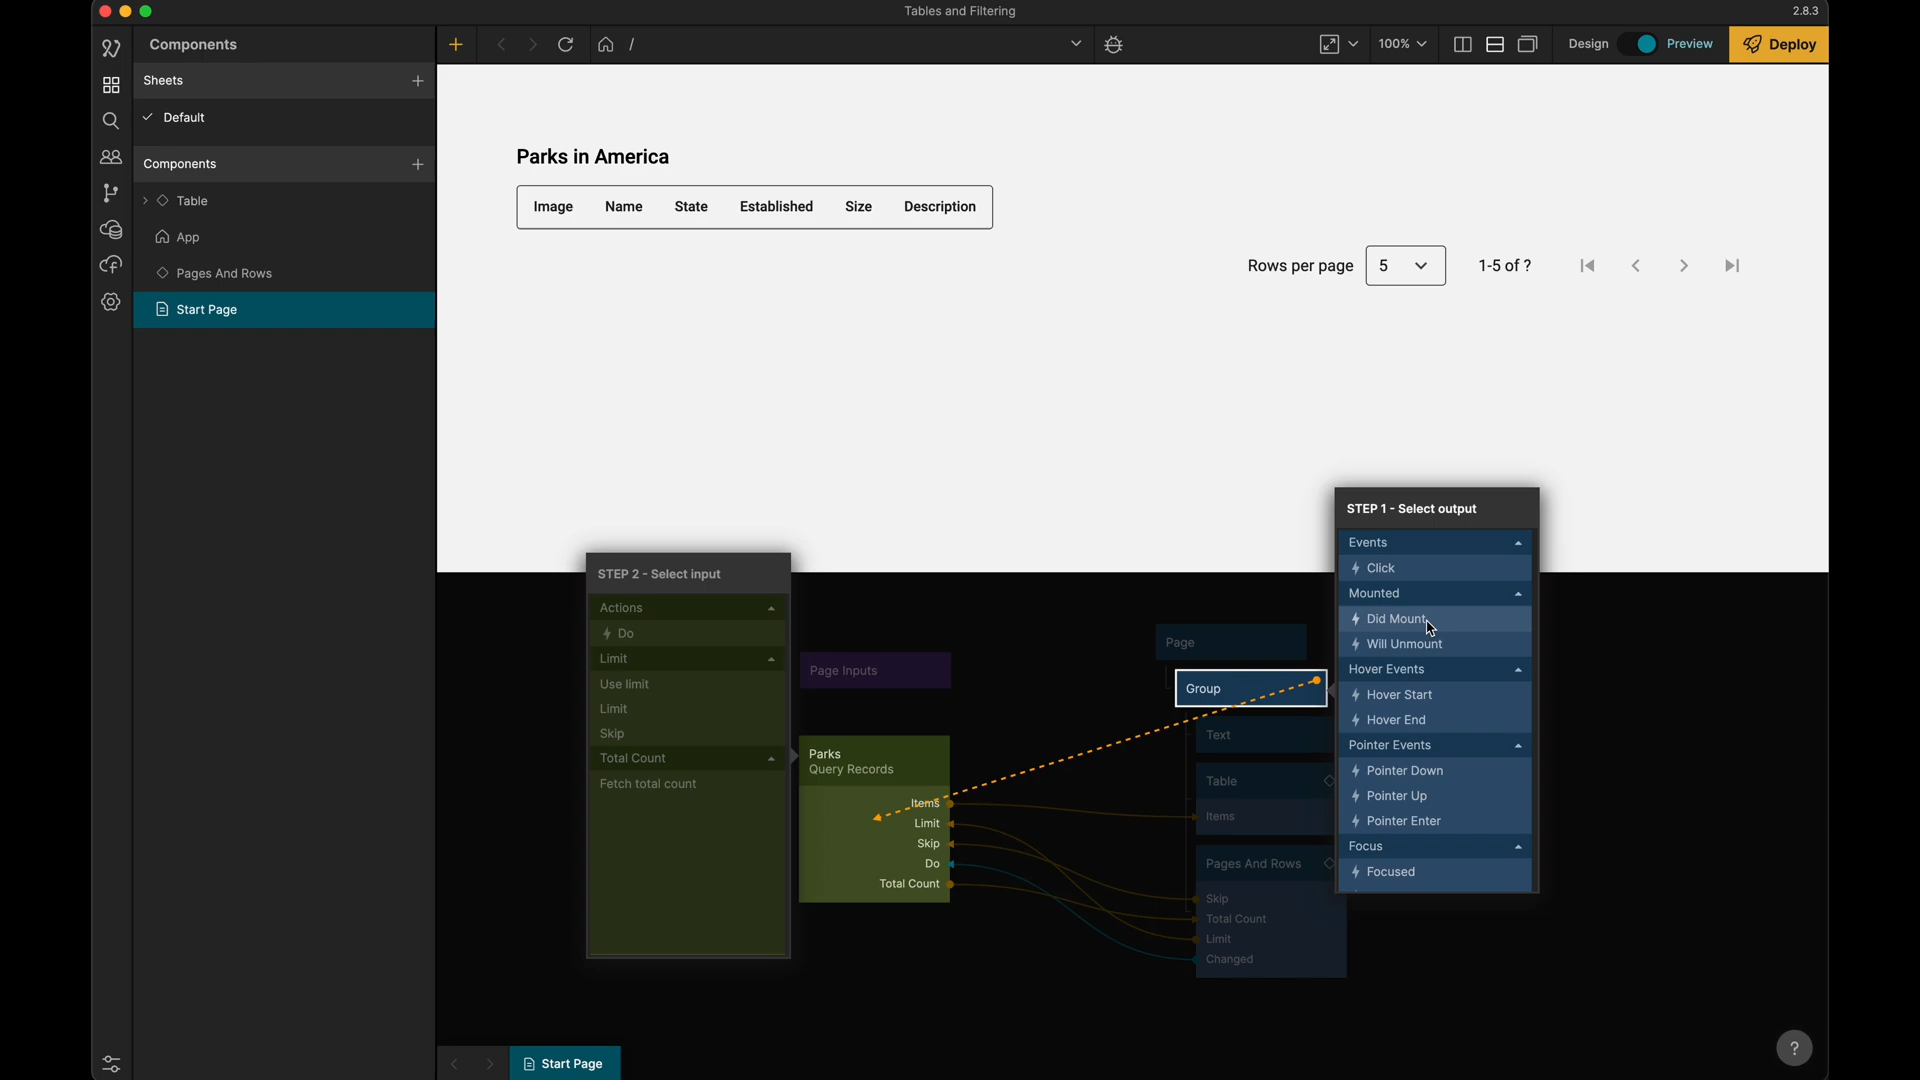 Tables and Filtering
2.8.3
Components
/
100%
Design
Preview
Deploy
Sheets
Default
Components
Table
App
Pages And Rows
Start Page
Parks in America
Image Name State Established Size Description
Rows per page 5 1-5 of ?
STEP 1 - Select output
Events
Click
Mounted
Did Mount
Will Unmount
Hover Events
Hover Start
Hover End
Pointer Events
Pointer Down
Pointer Up
Pointer Enter
Focus
Focused
STEP 2 - Select input
Actions
Do
Limit
Use limit
Limit
Skip
Total Count
Fetch total count
Page Inputs
Parks
Query Records
Items
Limit
Skip
Do
Total Count
Page
Group
Text
Table
Items
Pages And Rows
Skip
Total Count
Limit
Changed
Start Page
?